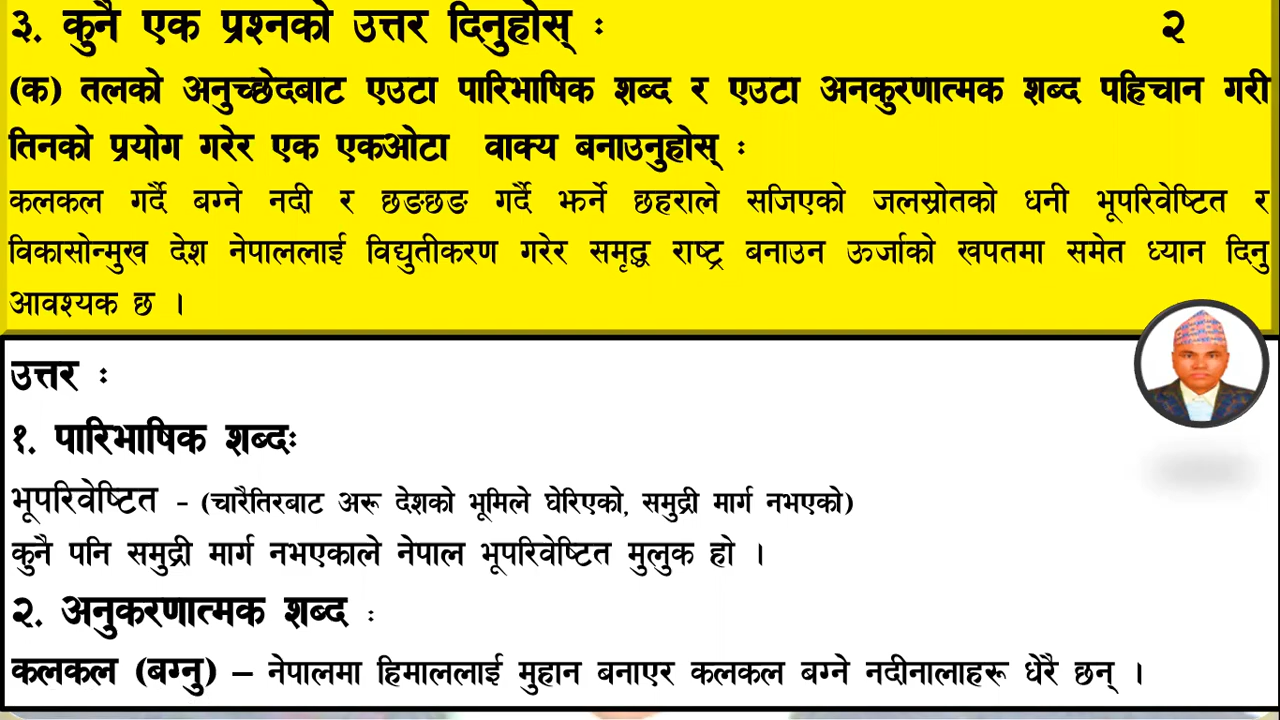 ३. कुनै एक प्रश्नको उत्तर दिनुहोस् : २
(क) तलको अनुच्छेदबाट एउटा पारिभाषिक शब्द र एउटा अनकुरणात्मक शब्द पहिचान गरी
तिनको प्रयोग गरेर एक एकओटा वाक्य बनाउनुहोस् :
कलकल गर्दै बग्ने नदी र छङछङ गर्दै झर्ने छहराले सजिएको जलस्रोतको धनी भूपरिवेष्टित र
विकासोन्मुख देश नेपाललाई विद्युतीकरण गरेर समृद्ध राष्ट्र बनाउन ऊर्जाको खपतमा समेत ध्यान दिनु
आवश्यक छ ।
उत्तर :
१. पारिभाषिक शब्दः
भूपरिवेष्टित - (चारैतिरबाट अरू देशको भूमिले घेरिएको, समुद्री मार्ग नभएको)
कुनै पनि समुद्री मार्ग नभएकाले नेपाल भूपरिवेष्टित मुलुक हो ।
२. अनुकरणात्मक शब्द :
कलकल (बग्नु) – नेपालमा हिमाललाई मुहान बनाएर कलकल बग्ने नदीनालाहरू धेरै छन् ।